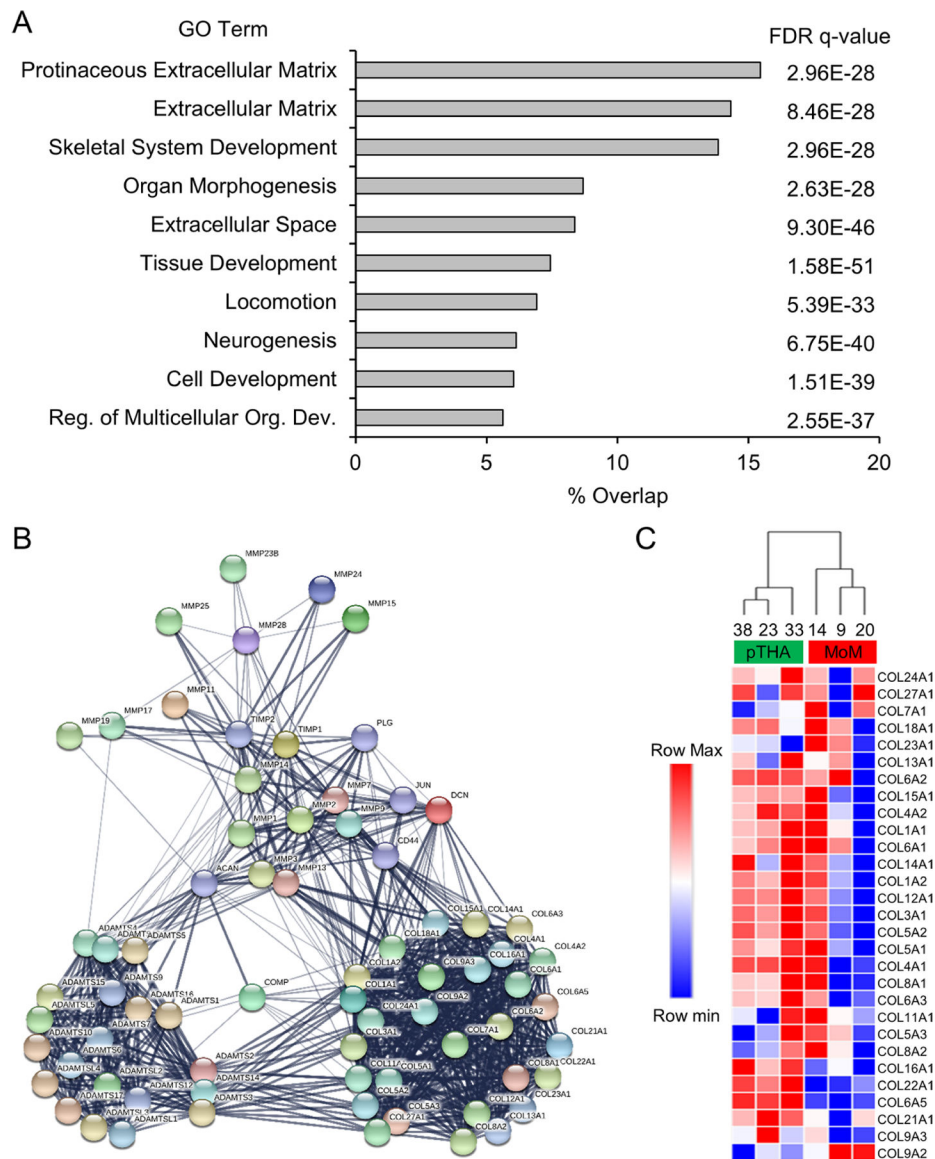 A
GO Term
FDR q-value
Protinaceous Extracellular Matrix 2.96E-28
Extracellular Matrix 8.46E-28
Skeletal System Development 2.96E-28
Organ Morphogenesis 2.63E-28
Extracellular Space 9.30E-46
Tissue Development 1.58E-51
Locomotion 5.39E-33
Neurogenesis 6.75E-40
Cell Development 1.51E-39
Reg. of Multicellular Org. Dev. 2.55E-37
0 5 10 15 20
% Overlap
B
MMP23B
MMP24
MMP25
MMP15
MMP28
MMP11
MMP19
MMP17
TIMP2
TIMP1
PLG
MMP14
MMP7
JUN
DCN
MMP1
MMP2
MMP9
CD44
ACAN
MMP3
MMP13
COL15A1
COL14A1
COL6A3
COL18A1
ADAMTS4
ADAMTS5
COL4A1
COL4A2
COL16A1
COL9A3
COL1A2
COL6A1
ADAMTS9
ADAMTS15
COL1A1
COL9A2
COMP
COL24A1
COL6A5
ADAMTSL5
ADAMTS16
ADAMTS1
COL6A2
ADAMTS7
COL3A1
COL7A1
COL21A1
ADAMTS10
ADAMTS6
ADAMTS2
COL5A1
COL8A1
COL22A1
ADAMTSL4
ADAMTSL2
ADAMTS14
COL5A2
COL23A1
ADAMTS12
COL12A1
ADAMTS17
ADAMTS3
COL5A3
COL27A1
COL13A1
ADAMTSL3
ADAMTSL1
COL8A2
C
38 23 33 14 9 20
pTHA MoM
Row Max
Row min
COL24A1
COL27A1
COL7A1
COL18A1
COL23A1
COL13A1
COL6A2
COL15A1
COL4A2
COL1A1
COL6A1
COL14A1
COL1A2
COL12A1
COL3A1
COL5A2
COL5A1
COL4A1
COL8A1
COL6A3
COL11A1
COL5A3
COL8A2
COL16A1
COL22A1
COL6A5
COL21A1
COL9A3
COL9A2